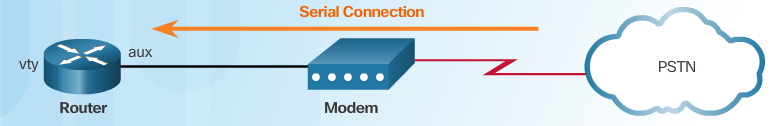 Serial Connection
vty
aux
PSTN
Router
Modem